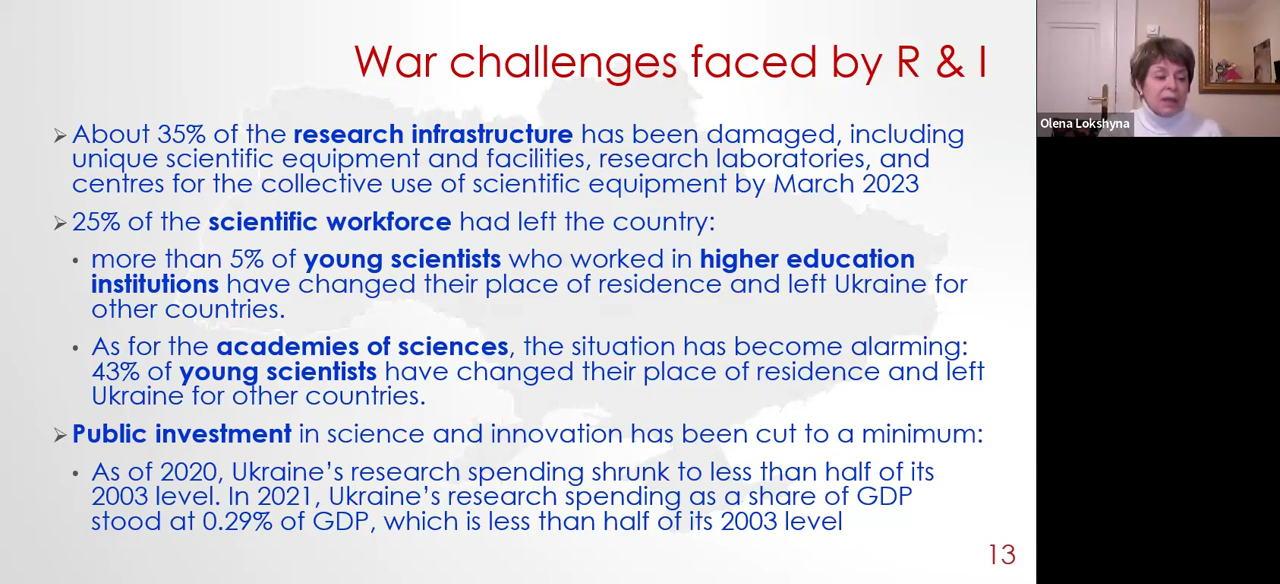 War challenges faced by R & I
About 35% of the research infrastructure has been damaged, including
unique scientific equipment and facilities, research laboratories, and
centres for the collective use of scientific equipment by March 2023
25% of the scientific workforce had left the country:
more than 5% of young scientists who worked in higher education
institutions have changed their place of residence and left Ukraine for
other countries.
As for the academies of sciences, the situation has become alarming:
43% of young scientists have changed their place of residence and left
Ukraine for other countries.
Public investment in science and innovation has been cut to a minimum:
As of 2020, Ukraine’s research spending shrunk to less than half of its
2003 level. In 2021, Ukraine’s research spending as a share of GDP
stood at 0.29% of GDP, which is less than half of its 2003 level
13
Olena Lokshyna